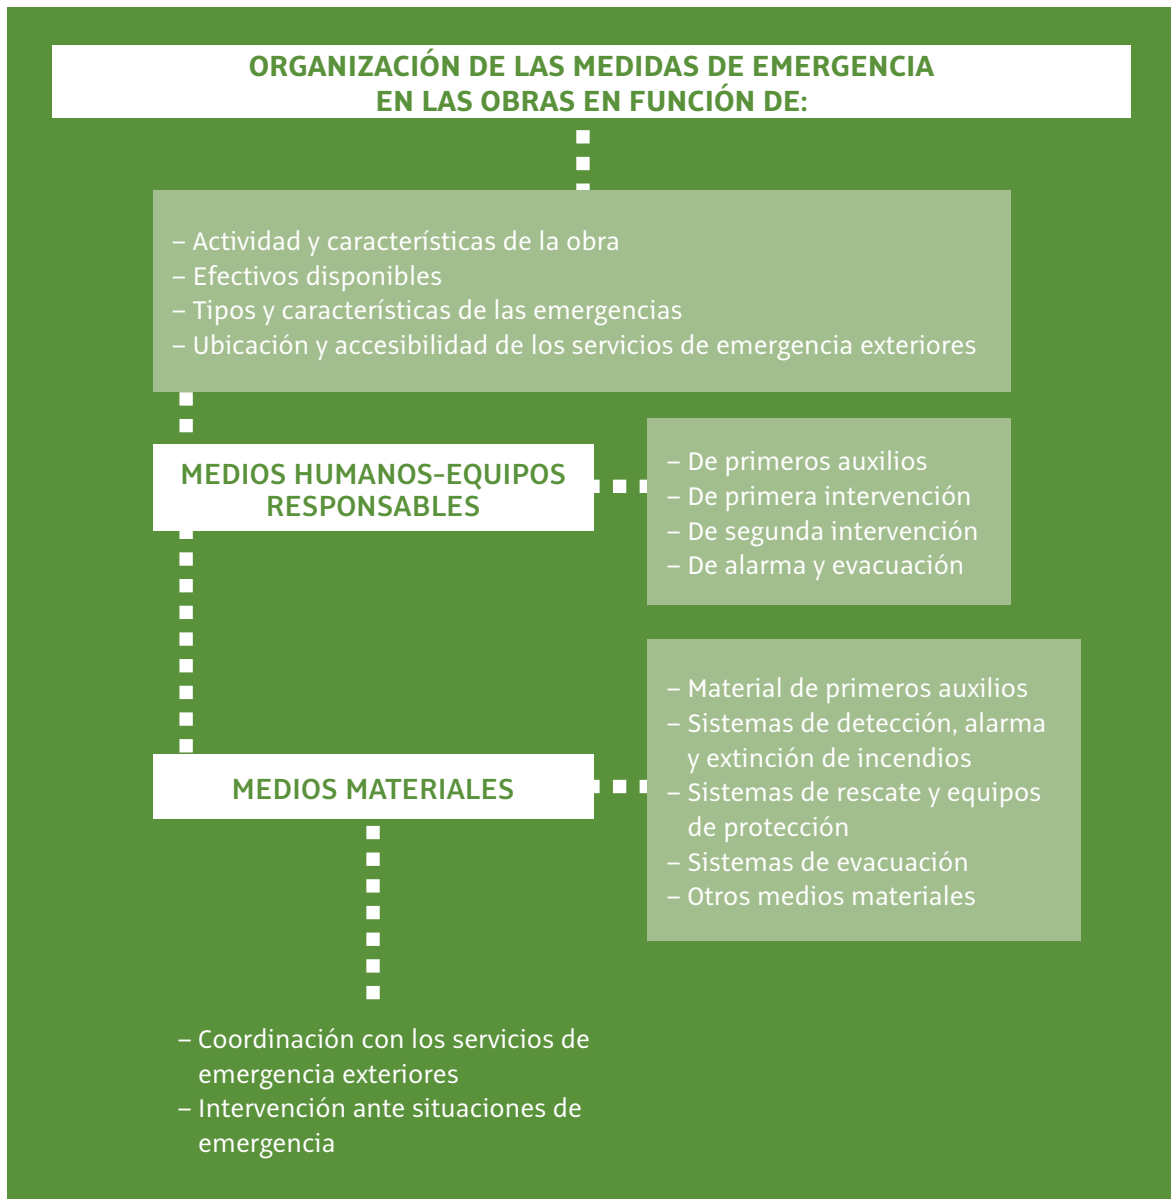 ORGANIZACIÓN DE LAS MEDIDAS DE EMERGENCIA
EN LAS OBRAS EN FUNCIÓN DE:
– Actividad y características de la obra
– Efectivos disponibles
– Tipos y características de las emergencias
– Ubicación y accesibilidad de los servicios de emergencia exteriores
MEDIOS HUMANOS-EQUIPOS
RESPONSABLES
– De primeros auxilios
– De primera intervención
– De segunda intervención
– De alarma y evacuación
MEDIOS MATERIALES
– Material de primeros auxilios
– Sistemas de detección, alarma
y extinción de incendios
– Sistemas de rescate y equipos
de protección
– Sistemas de evacuación
– Otros medios materiales
– Coordinación con los servicios de
emergencia exteriores
– Intervención ante situaciones de
emergencia